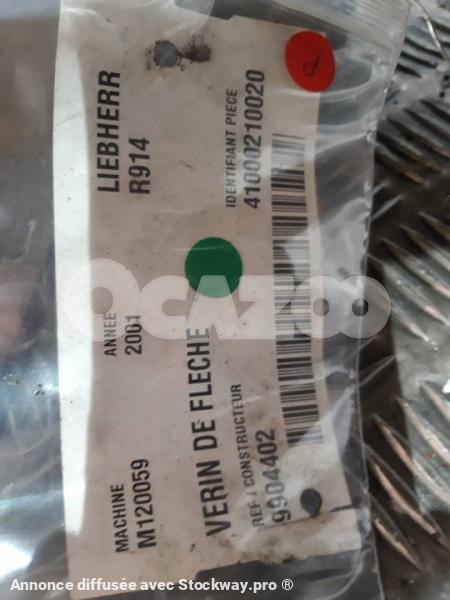 MACHINE
M120059
ANNEE
2001
LIEBHERR
R914
VERIN DE FLECHE
REF / CONSTRUCTEUR
9904402
IDENTIFIANT PIECE
41000210020
OCAZOO
Annonce diffusée avec Stockway.pro ®